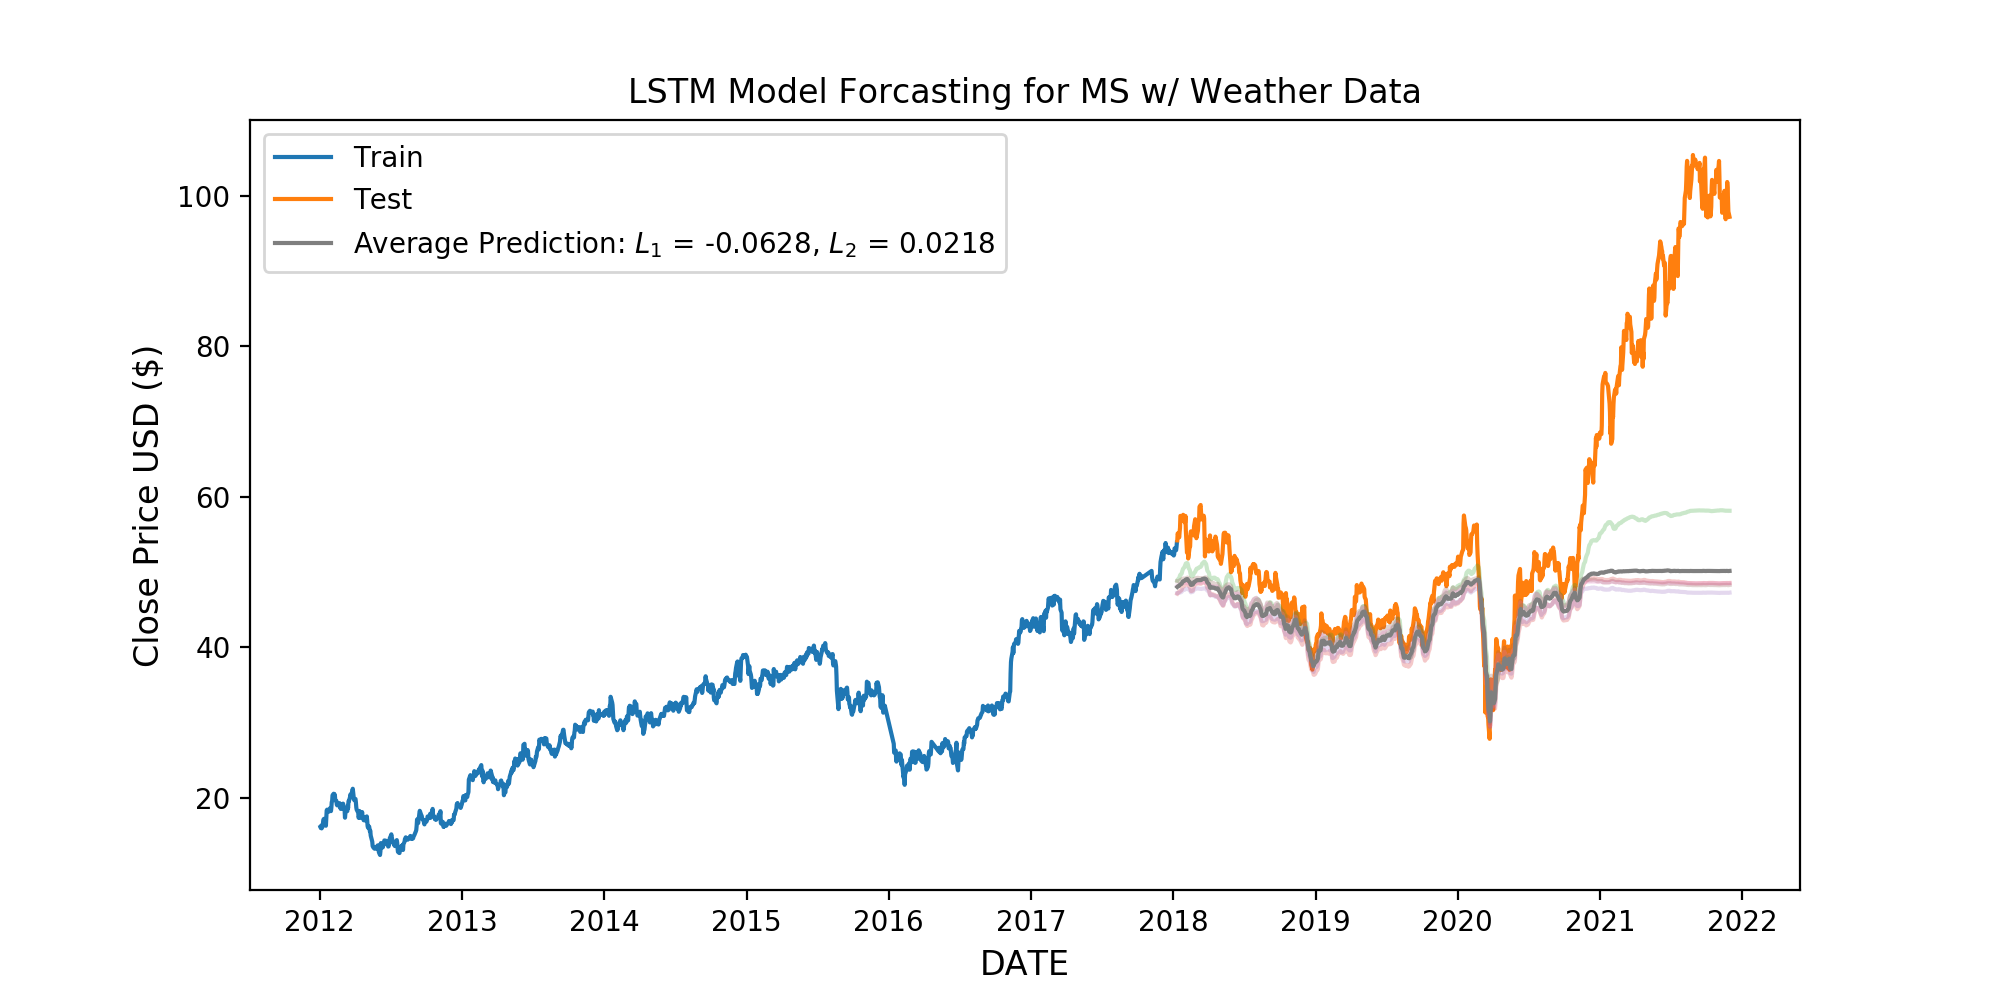 LSTM Model Forcasting for MS w/ Weather Data
Train
Test
Average Prediction: L₁ = -0.0628, L₂ = 0.0218
Close Price USD ($)
100
80
60
40
20
2012 2013 2014 2015 2016 2017 2018 2019 2020 2021 2022
DATE